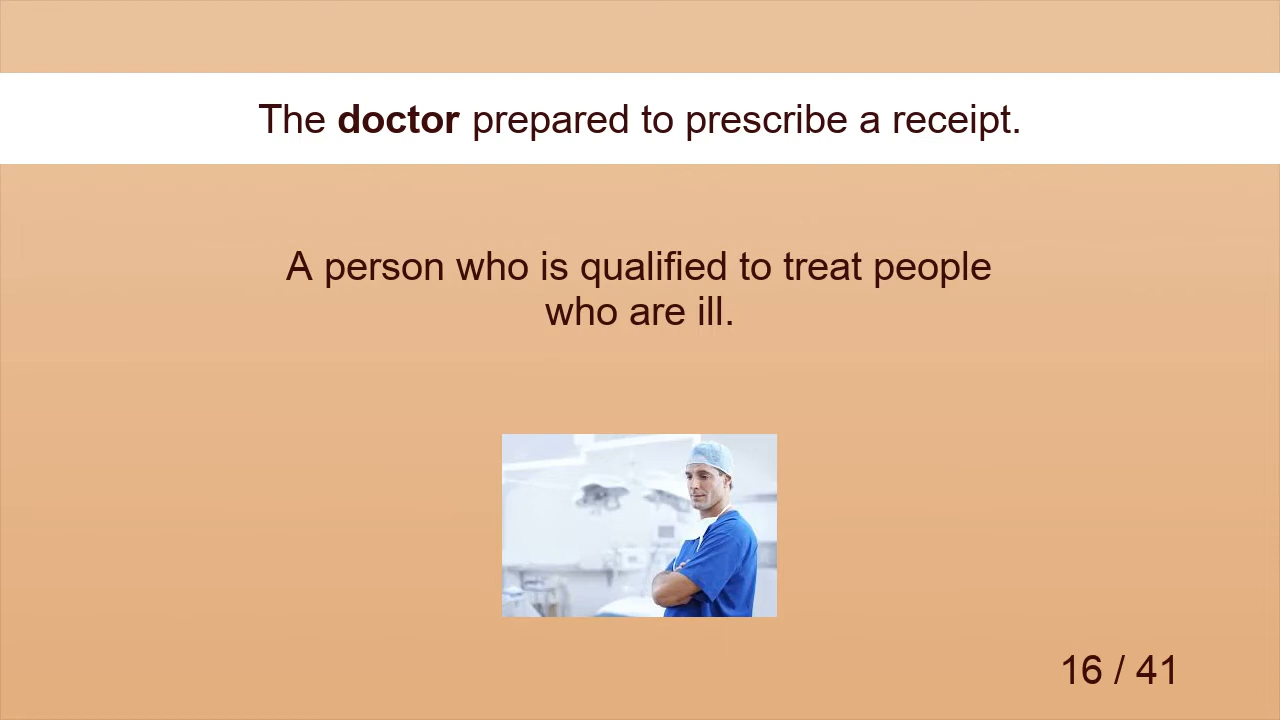 The doctor prepared to prescribe a receipt.
A person who is qualified to treat people
who are ill.
16 / 41